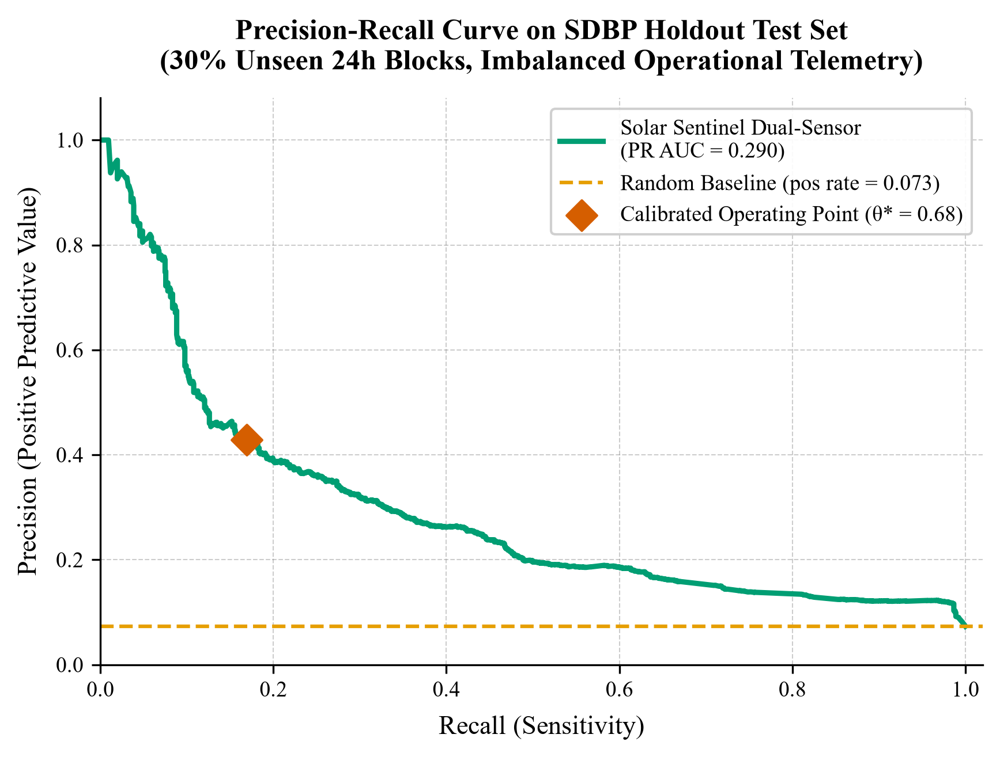 Precision-Recall Curve on SDBP Holdout Test Set
(30% Unseen 24h Blocks, Imbalanced Operational Telemetry)
Solar Sentinel Dual-Sensor
(PR AUC = 0.290)
Random Baseline (pos rate = 0.073)
Calibrated Operating Point (θ* = 0.68)
Precision (Positive Predictive Value)
1.0
0.8
0.6
0.4
0.2
0.0
0.0 0.2 0.4 0.6 0.8 1.0
Recall (Sensitivity)